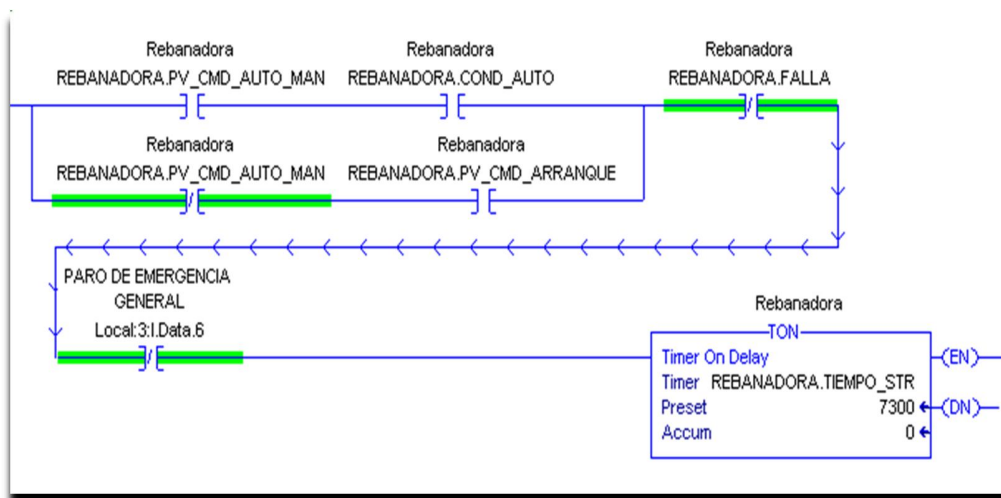 Rebanadora Rebanadora Rebanadora
REBANADORA.PV_CMD_AUTO_MAN REBANADORA.COND_AUTO REBANADORA.FALLA
Rebanadora Rebanadora
REBANADORA.PV_CMD_AUTO_MAN REBANADORA.PV_CMD_ARRANQUE
PARO DE EMERGENCIA
GENERAL
Local:3:I.Data.6
Rebanadora
TON
Timer On Delay (EN)
Timer REBANADORA.TIEMPO_STR
Preset 7300 (DN)
Accum 0